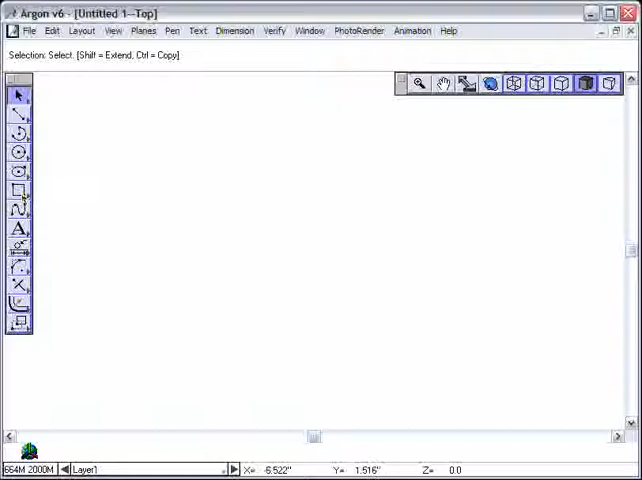 Argon v6 - [Untitled 1--Top]
File Edit Layout View Planes Pen Text Dimension Verify Window PhotoRender Animation Help
Selection: Select. [Shift = Extend, Ctrl = Copy]
A
664M 2000M Layer1 X= -6.522" Y= 1.516" Z= 0.0